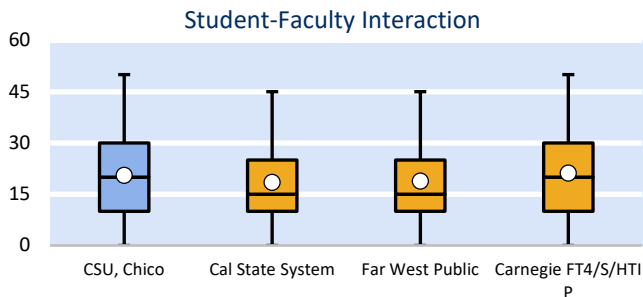 Student-Faculty Interaction
60
45
30
15
0
CSU, Chico
Cal State System
Far West Public
Carnegie FT4/S/HTI
P